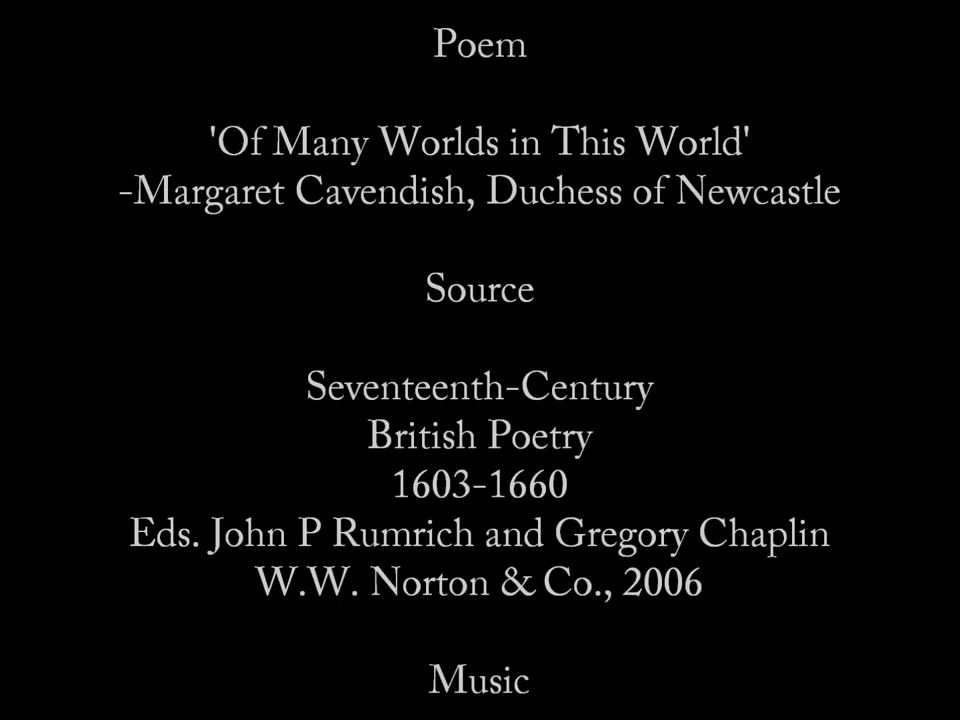 Poem
'Of Many Worlds in This World'
-Margaret Cavendish, Duchess of Newcastle
Source
Seventeenth-Century
British Poetry
1603-1660
Eds. John P Rumrich and Gregory Chaplin
W.W. Norton & Co., 2006
Music